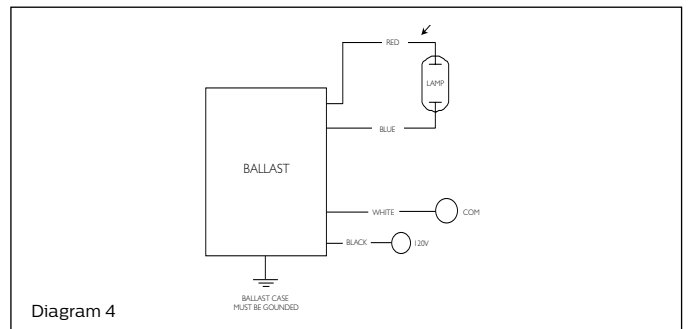 RED
LAMP
BLUE
BALLAST
WHITE
COM
BLACK
120V
BALLAST CASE
MUST BE GOUNDED
Diagram 4